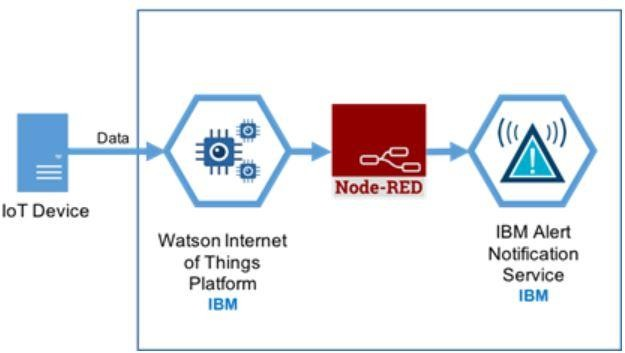 Data
IoT Device
Watson Internet
of Things
Platform
IBM
Node-RED
IBM Alert
Notification
Service
IBM